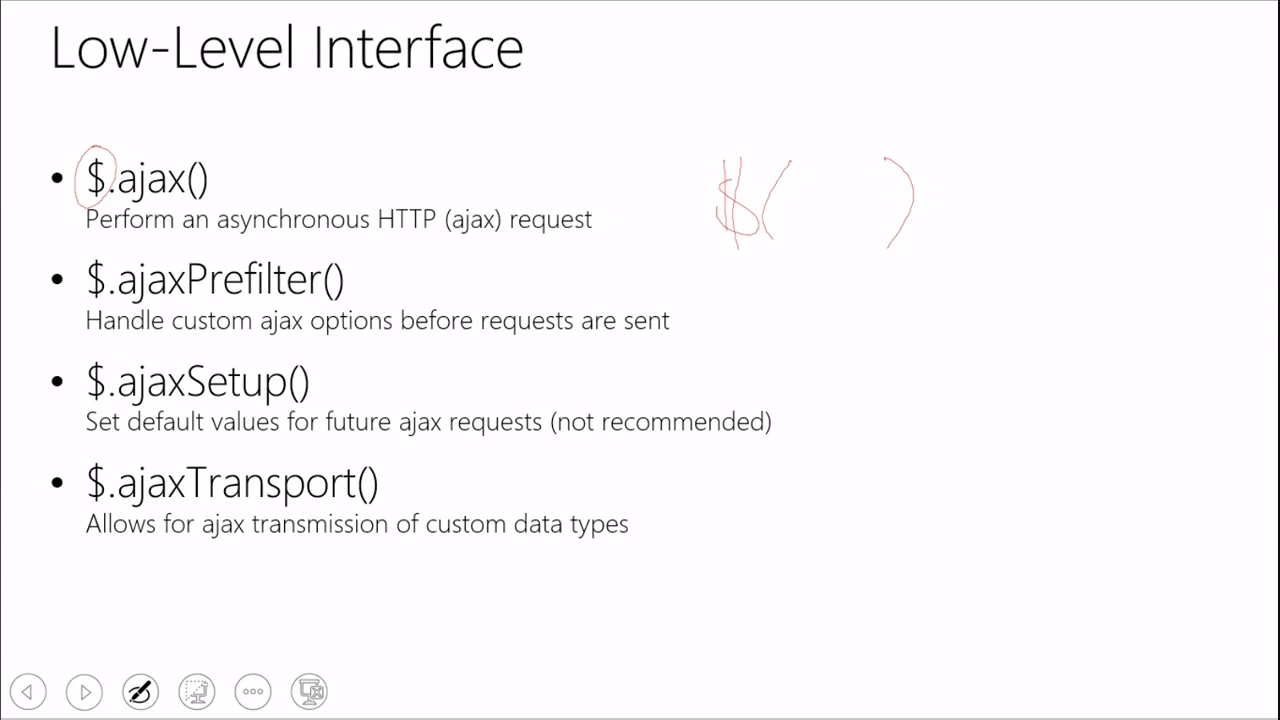 Low-Level Interface
• $.ajax()
Perform an asynchronous HTTP (ajax) request
$( )
• $.ajaxPrefilter()
Handle custom ajax options before requests are sent
• $.ajaxSetup()
Set default values for future ajax requests (not recommended)
• $.ajaxTransport()
Allows for ajax transmission of custom data types